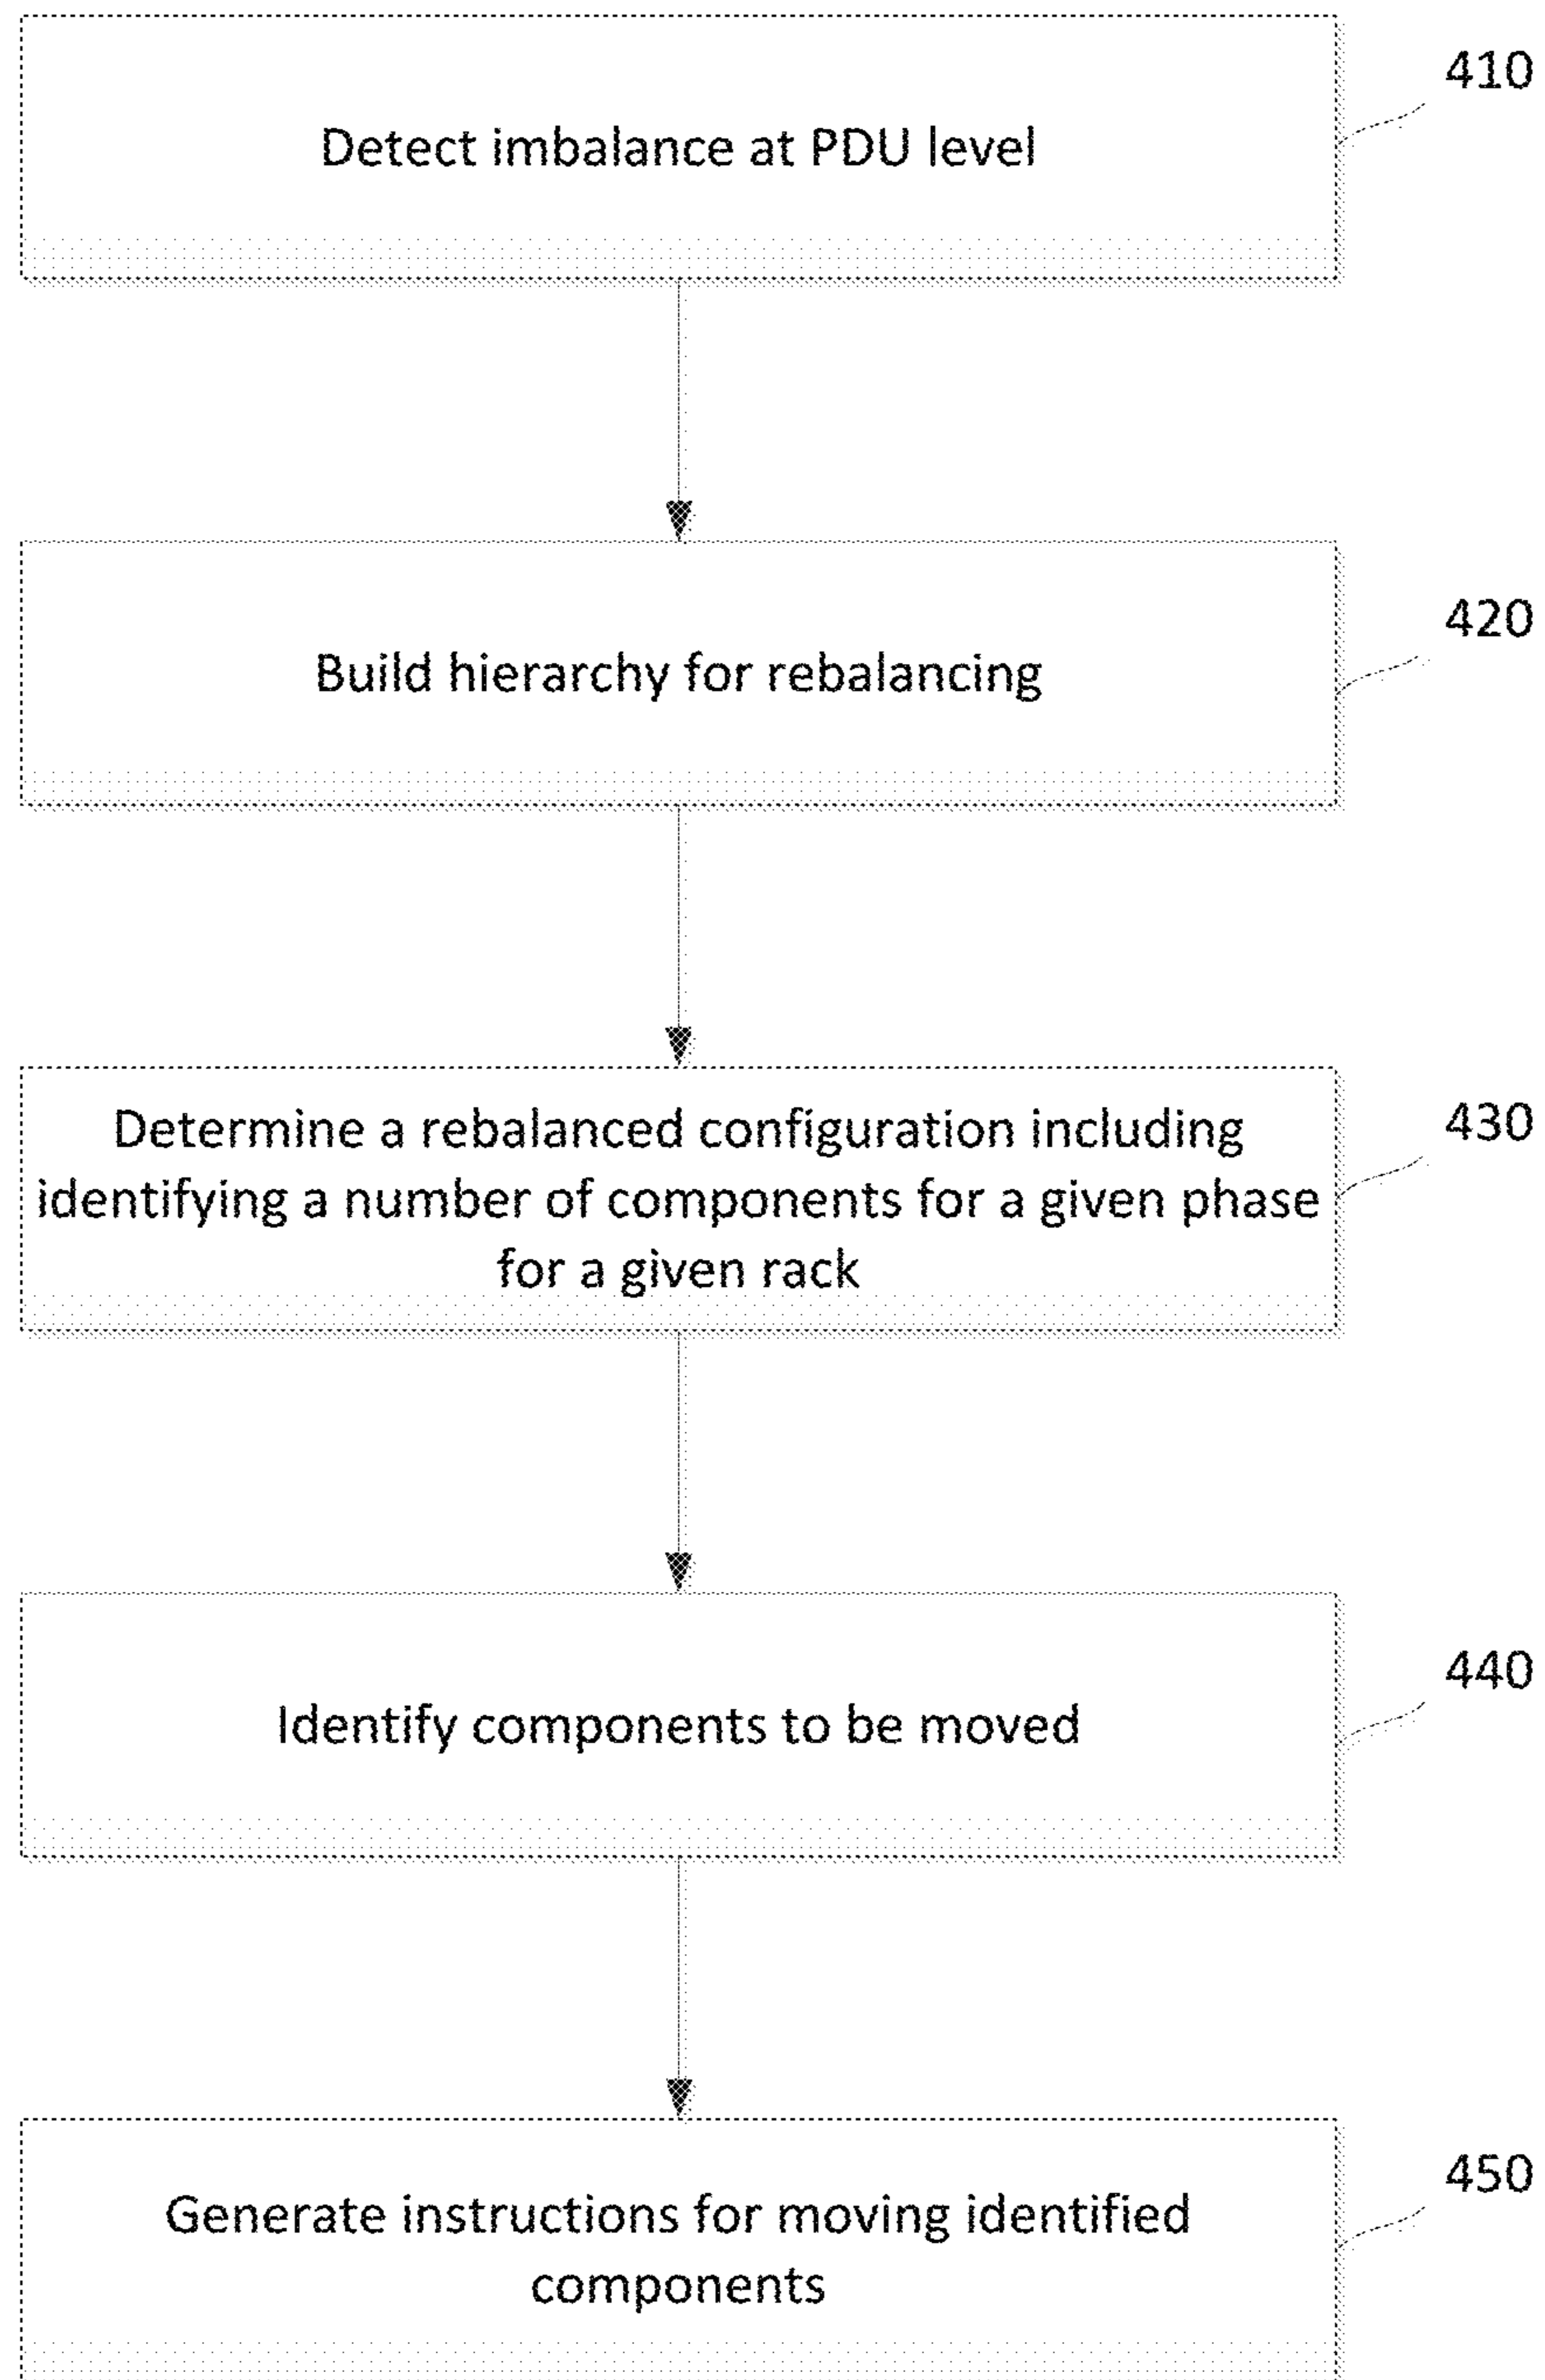 410
Detect imbalance at PDU level
420
Build hierarchy for rebalancing
430
Determine a rebalanced configuration including
identifying a number of components for a given phase
for a given rack
440
Identify components to be moved
450
Generate instructions for moving identified
components